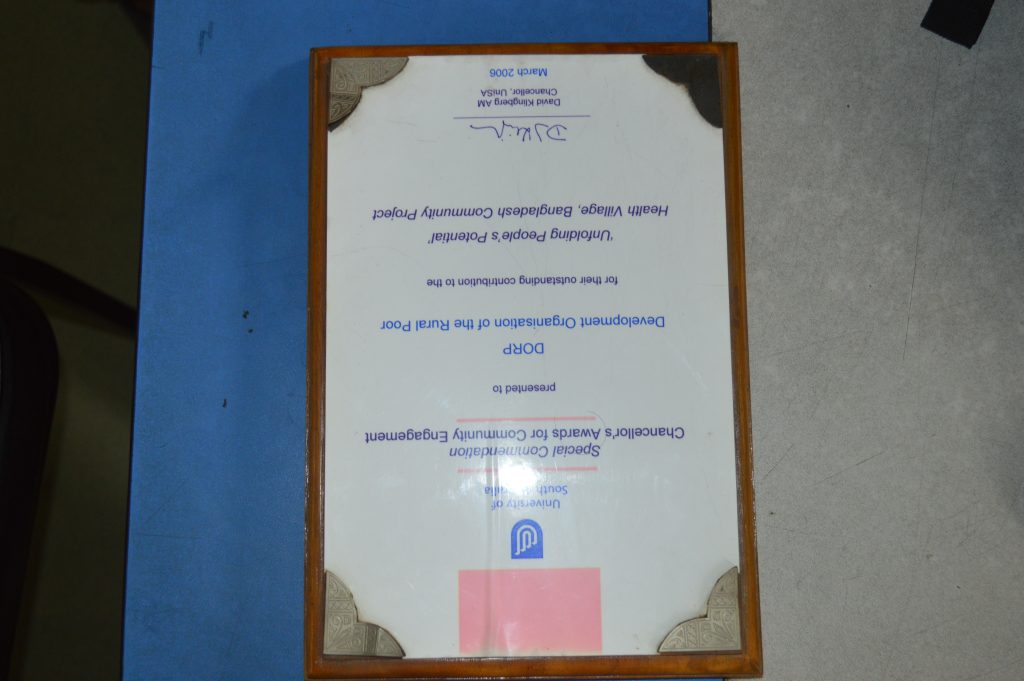 University of
South Australia
Special Commendation
Chancellor's Awards for Community Engagement
presented to
DORP
Development Organisation of the Rural Poor
for their outstanding contribution to the
'Unfolding People's Potential'
Health Village, Bangladesh Community Project
David Klingberg AM
Chancellor, UniSA
March 2006